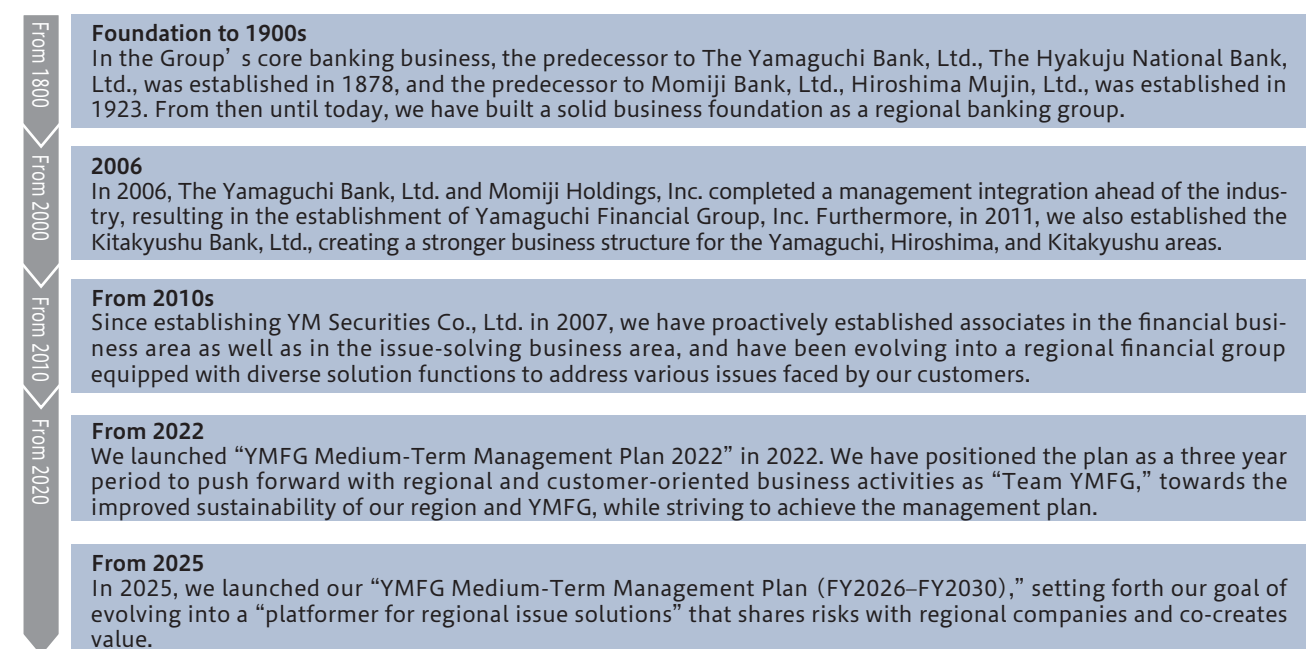 From 1800
Foundation to 1900s
In the Group’ s core banking business, the predecessor to The Yamaguchi Bank, Ltd., The Hyakuju National Bank,
Ltd., was established in 1878, and the predecessor to Momiji Bank, Ltd., Hiroshima Mujin, Ltd., was established in
1923. From then until today, we have built a solid business foundation as a regional banking group.
From 2000
2006
In 2006, The Yamaguchi Bank, Ltd. and Momiji Holdings, Inc. completed a management integration ahead of the indus-
try, resulting in the establishment of Yamaguchi Financial Group, Inc. Furthermore, in 2011, we also established the
Kitakyushu Bank, Ltd., creating a stronger business structure for the Yamaguchi, Hiroshima, and Kitakyushu areas.
From 2010
From 2010s
Since establishing YM Securities Co., Ltd. in 2007, we have proactively established associates in the financial busi-
ness area as well as in the issue-solving business area, and have been evolving into a regional financial group
equipped with diverse solution functions to address various issues faced by our customers.
From 2020
From 2022
We launched “YMFG Medium-Term Management Plan 2022” in 2022. We have positioned the plan as a three year
period to push forward with regional and customer-oriented business activities as “Team YMFG,” towards the
improved sustainability of our region and YMFG, while striving to achieve the management plan.
From 2025
In 2025, we launched our “YMFG Medium-Term Management Plan (FY2026–FY2030),” setting forth our goal of
evolving into a “platformer for regional issue solutions” that shares risks with regional companies and co-creates
value.